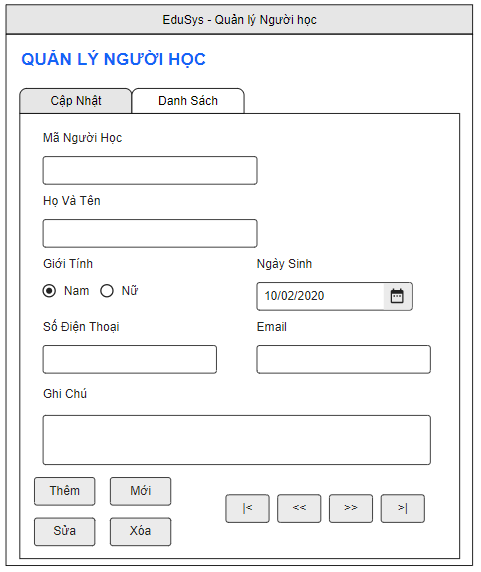 EduSys - Quản lý Người học
QUẢN LÝ NGƯỜI HỌC
Cập Nhật Danh Sách
Mã Người Học
Họ Và Tên
Giới Tính Ngày Sinh
Nam Nữ 10/02/2020
Số Điện Thoại Email
Ghi Chú
Thêm Mới
|< << >> >|
Sửa Xóa